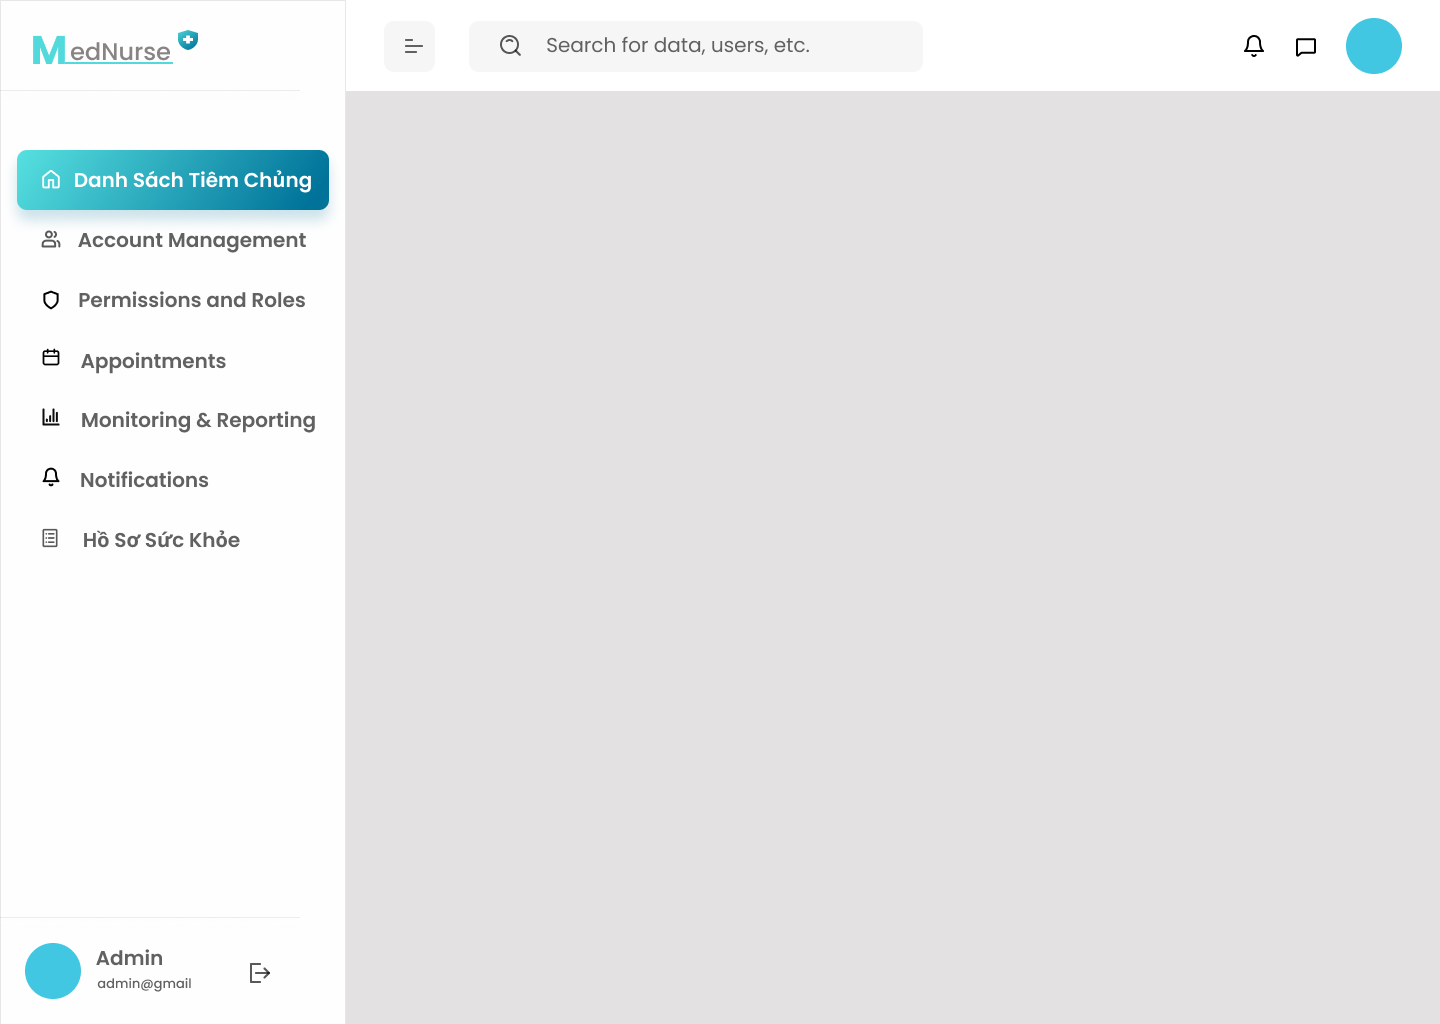 MedNurse
Search for data, users, etc.
Danh Sách Tiêm Chủng
Account Management
Permissions and Roles
Appointments
Monitoring & Reporting
Notifications
Hồ Sơ Sức Khỏe
Admin
admin@gmail